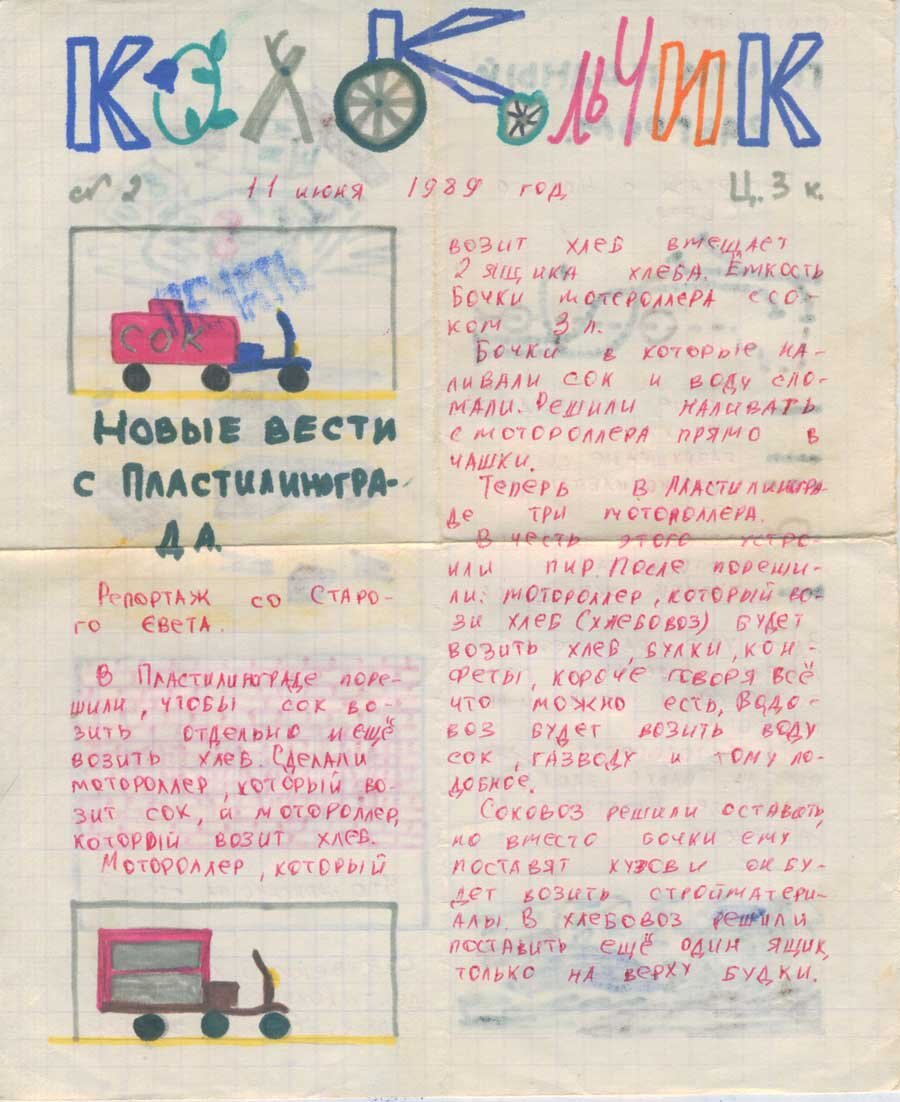 КОЛОКОЛЬЧИК
№ 2 11 июня 1989 год Ц. 3 к.
ПЕЧАТЬ
СОК
НОВЫЕ ВЕСТИ
С ПЛАСТИЛИНОГРА-
ДА.
РЕПОРТАЖ СО СТАРО-
ГО СВЕТА.
В ПЛАСТИЛИНОГРАДЕ ПОРЕ-
ШИЛИ, ЧТОБЫ СОК ВО-
ЗИТЬ ОТДЕЛЬНО И ЕЩЁ
ВОЗИТЬ ХЛЕБ. СДЕЛАЛИ
МОТОРОЛЛЕР, КОТОРЫЙ ВО-
ЗИТ СОК, А МОТОРОЛЛЕР,
КОТОРЫЙ ВОЗИТ ХЛЕБ.
МОТОРОЛЛЕР, КОТОРЫЙ
ВОЗИТ ХЛЕБ ВМЕЩАЕТ
2 ЯЩИКА ХЛЕБА. ЁМКОСТЬ
БОЧКИ МОТОРОЛЛЕРА С СО-
КОМ 3 Л.
БОЧКИ В КОТОРЫЕ НА-
ЛИВАЛИ СОК И ВОДУ СЛО-
МАЛИ. РЕШИЛИ НАЛИВАТЬ
С МОТОРОЛЛЕРА ПРЯМО В
ЧАШКИ.
ТЕПЕРЬ В ПЛАСТИЛИНГРА-
ДЕ ТРИ МОТОРОЛЛЕРА.
В ЧЕСТЬ ЭТОГО УСТРО-
ИЛИ ПИР. ПОСЛЕ ПОРЕШИ-
ЛИ: МОТОРОЛЛЕР, КОТОРЫЙ ВО-
ЗИ ХЛЕБ (ХЛЕБОВОЗ) БУДЕТ
ВОЗИТЬ ХЛЕБ, БУЛКИ, КОН-
ФЕТЫ, КОРОЧЕ ГОВОРЯ ВСЁ
ЧТО МОЖНО ЕСТЬ, ВОДО-
ВОЗ БУДЕТ ВОЗИТЬ ВОДУ
СОК, ГАЗВОДУ И ТОМУ ПО-
ДОБНОЕ.
СОКОВОЗ РЕШИЛИ ОСТАВИТЬ,
НО ВМЕСТО БОЧКИ ЕМУ
ПОСТАВЯТ КУЗОВ И ОН БУ-
ДЕТ ВОЗИТЬ СТРОЙМАТЕРИ-
АЛЫ. В ХЛЕБОВОЗ РЕШИЛИ
ПОСТАВИТЬ ЕЩЁ ОДИН ЯЩИК,
ТОЛЬКО НА ВЕРХУ БУДКИ.